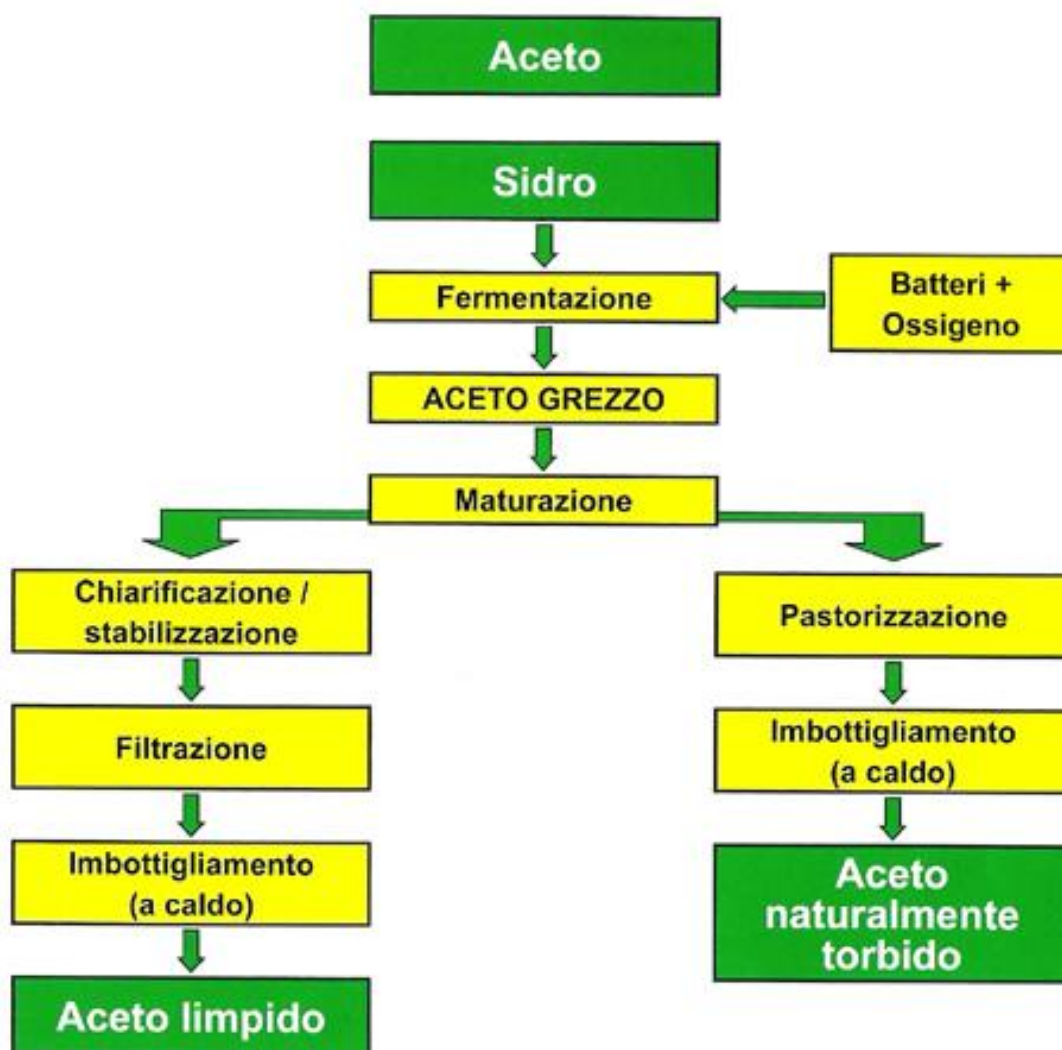 Aceto
Sidro
Fermentazione
Batteri +
Ossigeno
ACETO GREZZO
Maturazione
Chiarificazione /
stabilizzazione
Filtrazione
Imbottigliamento
(a caldo)
Aceto limpido
Pastorizzazione
Imbottigliamento
(a caldo)
Aceto
naturalmente
torbido